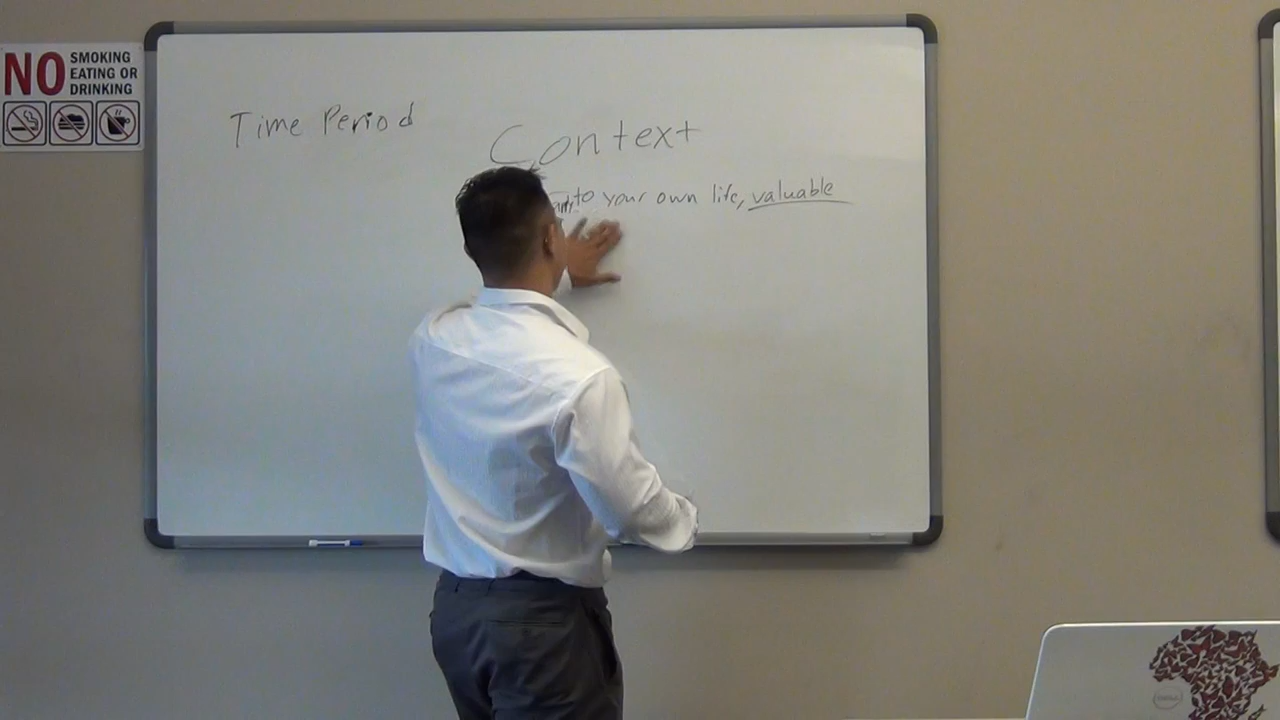 NO SMOKING
EATING OR
DRINKING
Time Period
Context
to your own life, valuable